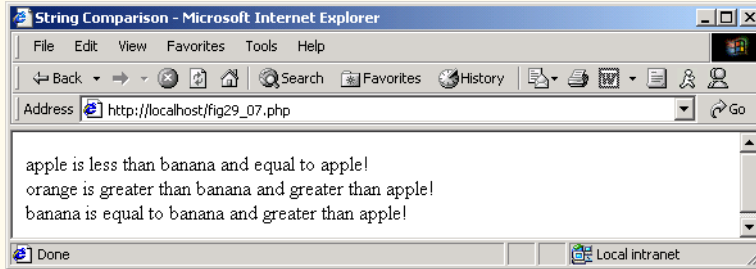 String Comparison - Microsoft Internet Explorer
File Edit View Favorites Tools Help
Back Search Favorites History
Address http://localhost/fig29_07.php Go
apple is less than banana and equal to apple!
orange is greater than banana and greater than apple!
banana is equal to banana and greater than apple!
Done Local intranet